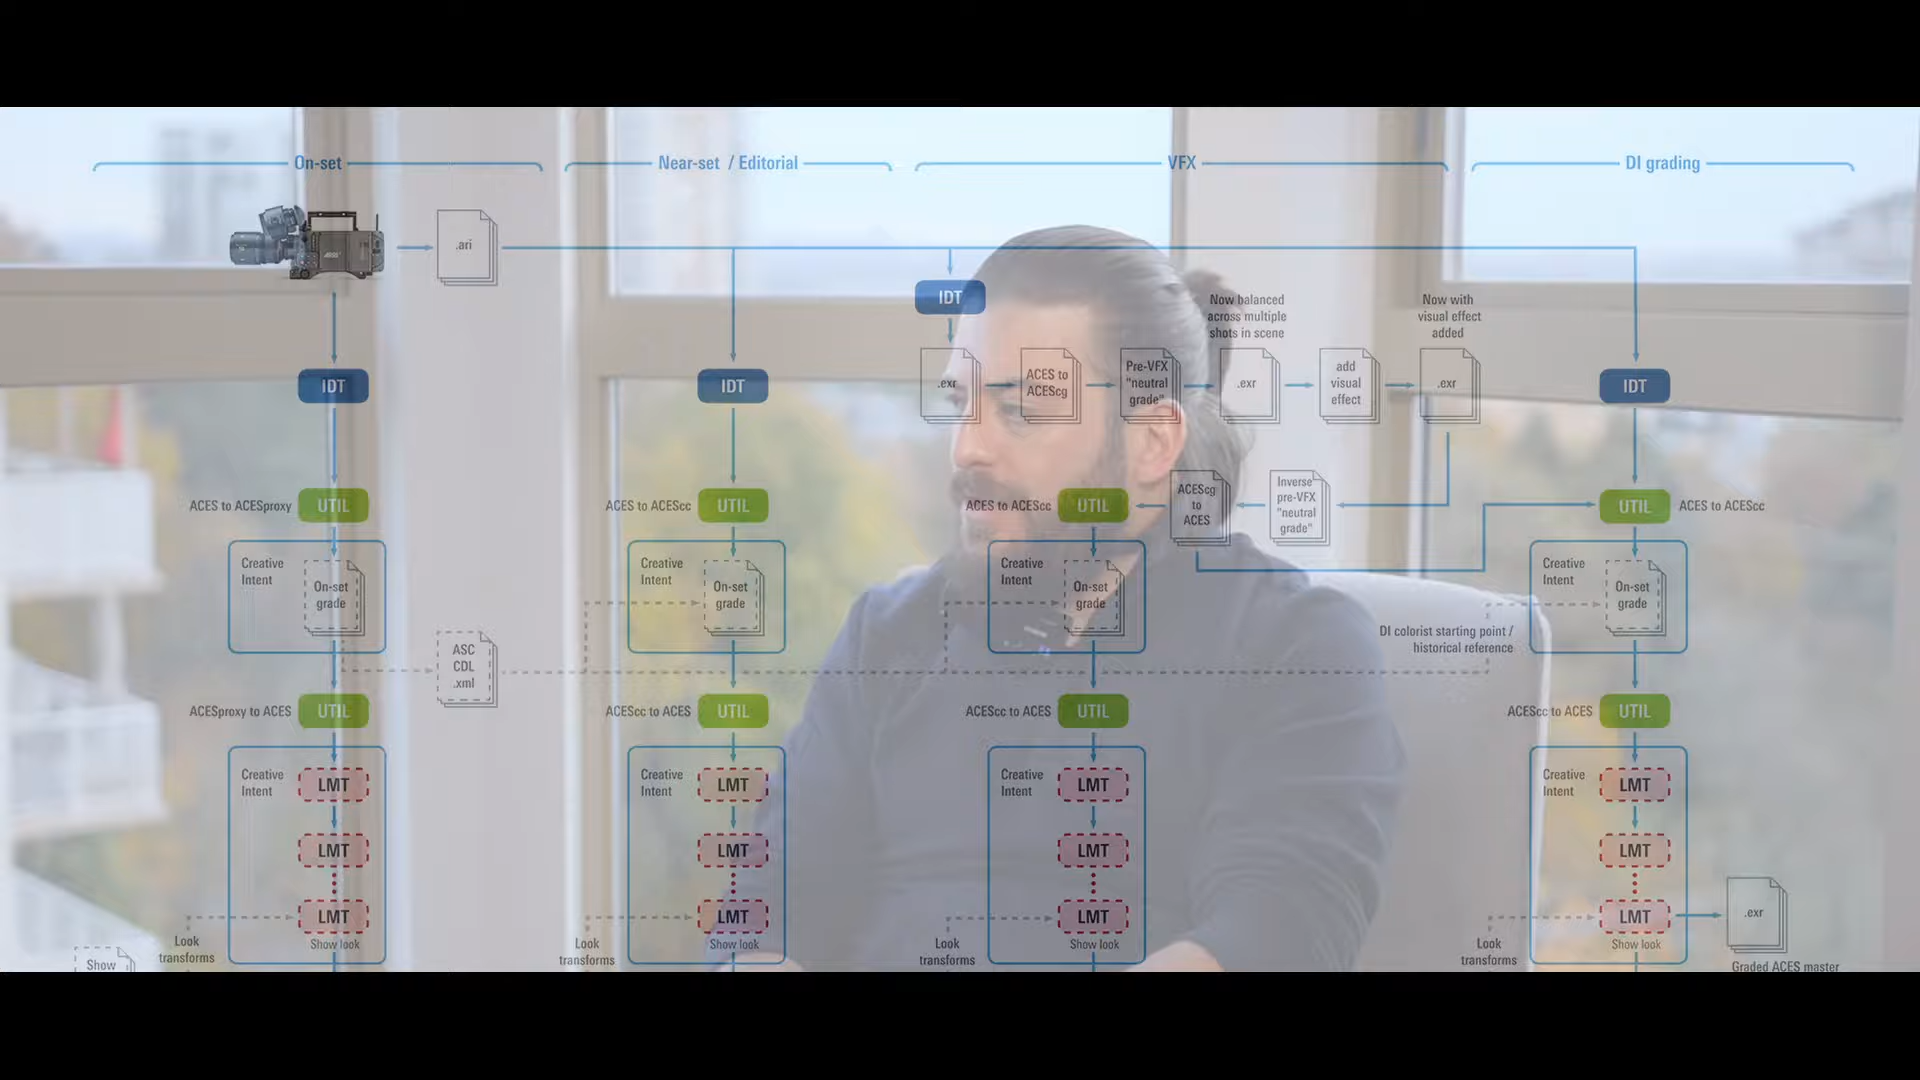 On-set
Near-set / Editorial
VFX
DI grading
.ari
IDT
Now balanced
across multiple
shots in scene
Now with
visual effect
added
IDT
IDT
.exr
ACES to
ACEScg
Pre-VFX
"neutral
grade"
.exr
add
visual
effect
.exr
IDT
ACES to ACESproxy
UTIL
ACES to ACEScc
UTIL
ACES to ACEScc
UTIL
ACEScg
to
ACES
Inverse
pre-VFX
"neutral
grade"
UTIL
ACES to ACEScc
Creative
Intent
On-set
grade
Creative
Intent
On-set
grade
Creative
Intent
On-set
grade
Creative
Intent
On-set
grade
ASC
CDL
.xml
DI colorist starting point /
historical reference
ACESproxy to ACES
UTIL
ACEScc to ACES
UTIL
ACEScc to ACES
UTIL
ACEScc to ACES
UTIL
Creative
Intent
LMT
LMT
LMT
Show look
Creative
Intent
LMT
LMT
LMT
Show look
Creative
Intent
LMT
LMT
LMT
Show look
Creative
Intent
LMT
LMT
LMT
Show look
.exr
Look
transforms
Look
transforms
Look
transforms
Look
transforms
Show
Graded ACES master